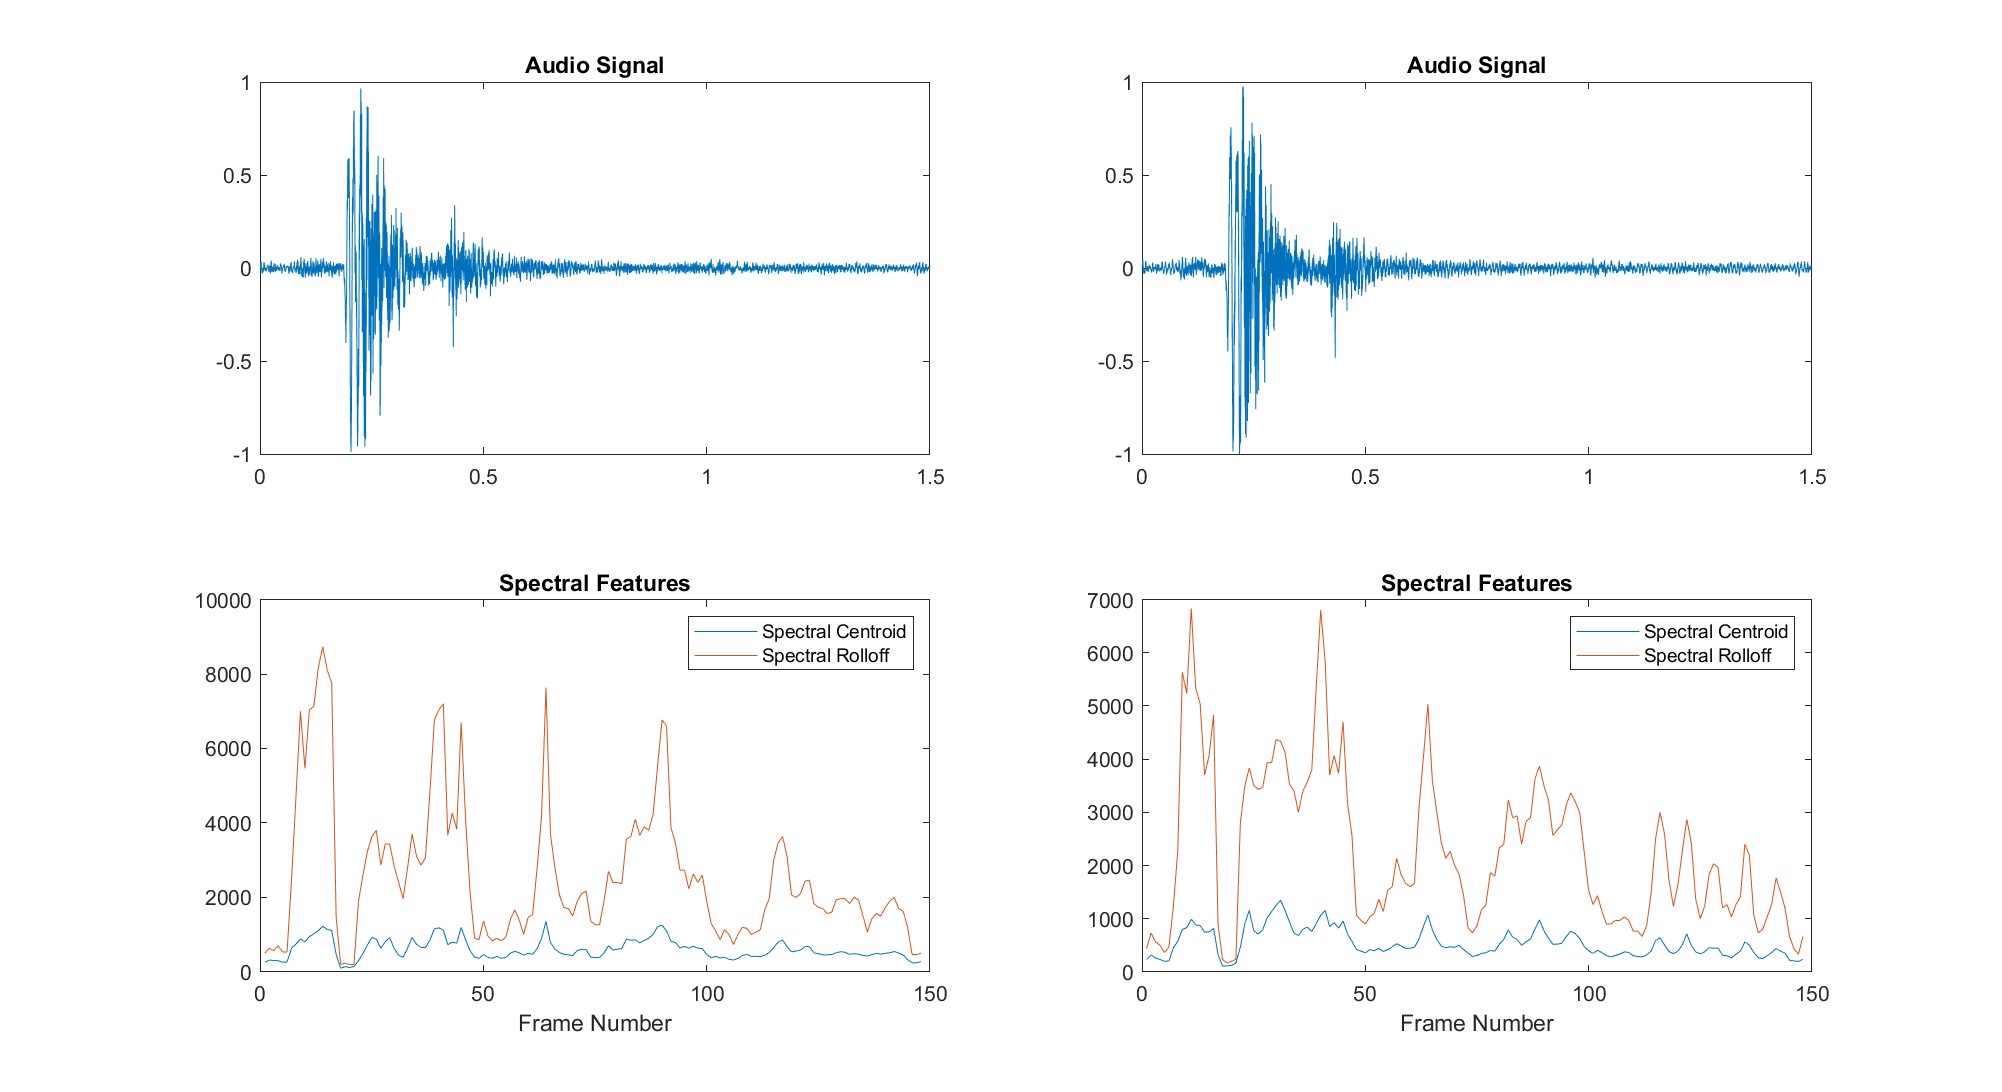 Audio Signal
1
0.5
0
-0.5
-1
0 0.5 1 1.5
Audio Signal
1
0.5
0
-0.5
-1
0 0.5 1 1.5
Spectral Features
10000
8000
6000
4000
2000
0
0 50 100 150
Frame Number
Spectral Centroid
Spectral Rolloff
Spectral Features
7000
6000
5000
4000
3000
2000
1000
0
0 50 100 150
Frame Number
Spectral Centroid
Spectral Rolloff